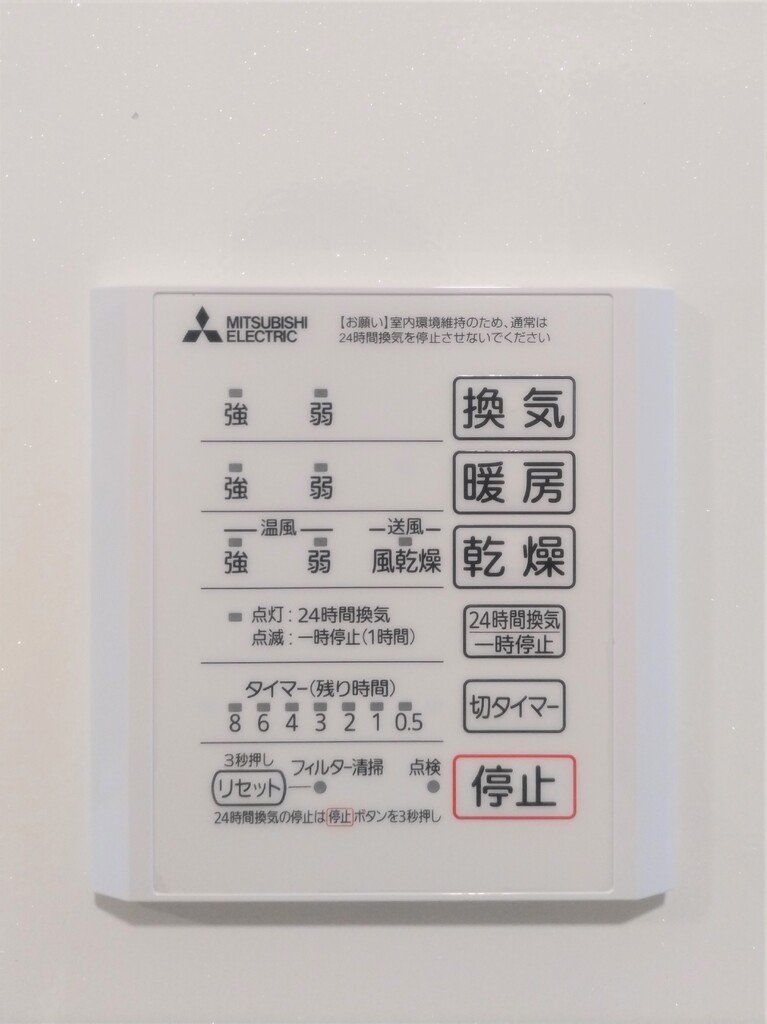 MITSUBISHI
ELECTRIC
【お願い】室内環境維持のため、通常は
24時間換気を停止させないでください
強 弱 換気
強 弱 暖房
温風 送風
強 弱 風乾燥 乾燥
点灯:24時間換気
点滅:一時停止(1時間)
24時間換気
一時停止
タイマー(残り時間)
8 6 4 3 2 1 0.5
切タイマー
3秒押し
リセット フィルター清掃 点検
停止
24時間換気の停止は停止ボタンを3秒押し